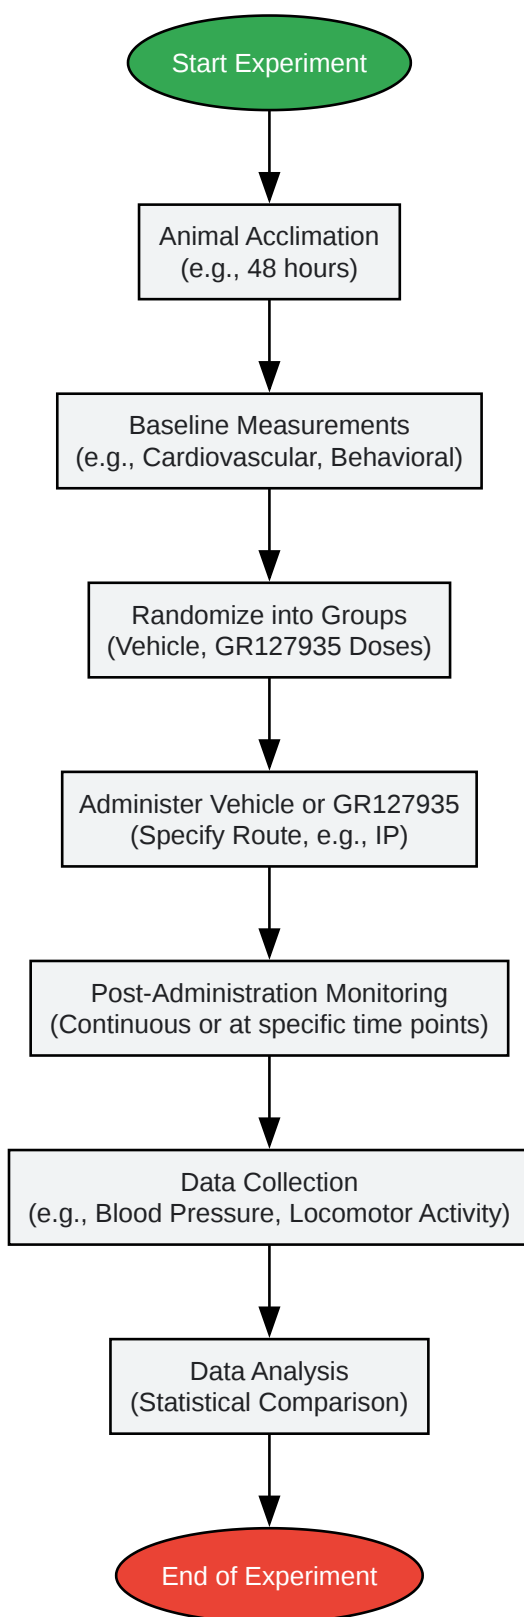 Start Experiment
Animal Acclimation
(e.g., 48 hours)
Baseline Measurements
(e.g., Cardiovascular, Behavioral)
Randomize into Groups
(Vehicle, GR127935 Doses)
Administer Vehicle or GR127935
(Specify Route, e.g., IP)
Post-Administration Monitoring
(Continuous or at specific time points)
Data Collection
(e.g., Blood Pressure, Locomotor Activity)
Data Analysis
(Statistical Comparison)
End of Experiment